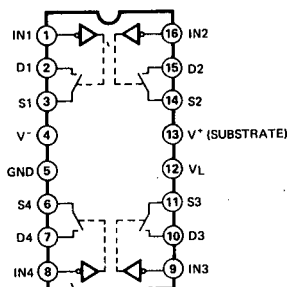 IN1 1 16 IN2
D1 2 15 D2
S1 3 14 S2
V- 4 13 V+ (SUBSTRATE)
GND 5 12 VL
S4 6 11 S3
D4 7 10 D3
IN4 8 9 IN3